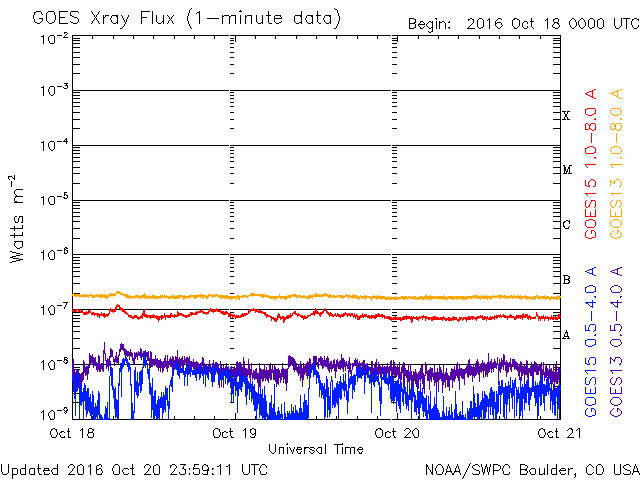 GOES Xray Flux (1-minute data)
Begin: 2016 Oct 18 0000 UTC
10⁻²
10⁻³
10⁻⁴
10⁻⁵
10⁻⁶
10⁻⁷
10⁻⁸
10⁻⁹
Watts m⁻²
X
M
C
B
A
GOES15 1.0-8.0 A
GOES13 1.0-8.0 A
GOES15 0.5-4.0 A
GOES13 0.5-4.0 A
Oct 18
Oct 19
Oct 20
Oct 21
Universal Time
Updated 2016 Oct 20 23:59:11 UTC
NOAA/SWPC Boulder, CO USA